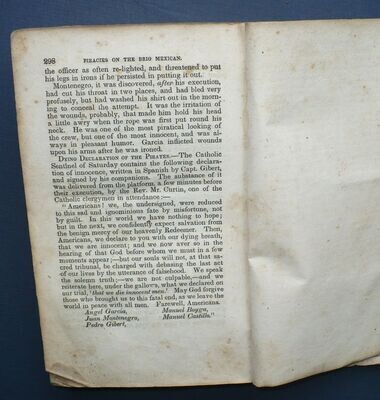 298 PIRACIES ON THE BRIG MEXICAN.
the officer as often re-lighted, and threatened to put
his legs in irons if he persisted in putting it out.
Montenegro, it was discovered, after his execution,
had cut his throat in two places, and had bled very
profusely, but had washed his shirt out in the morn-
ing to conceal the attempt. It was the irritation of
the wounds, probably, that made him hold his head
a little awry when the rope was first put round his
neck. He was one of the most piratical looking of
the crew, but one of the most innocent, and was al-
ways in pleasant humor. Garcia inflicted wounds
upon his arms after he was ironed.
DYING DECLARATION OF THE PIRATES.—The Catholic
Sentinel of Saturday contains the following declara-
tion of innocence, written in Spanish by Capt. Gibert,
and signed by his companions. The substance of it
was delivered from the platform, a few minutes before
their execution, by the Rev. Mr. Curtin, one of the
Catholic clergymen in attendance:—
"Americans! we, the undersigned, were reduced
to this sad and ignominious fate by misfortune, not
by guilt. In this world we have nothing to hope;
but in the next, we confidently expect salvation from
the benign mercy of our heavenly Redeemer. Then,
Americans, we declare to you with our dying breath,
that we are innocent; and we now aver so in the
hearing of that God before whom we must in a few
moments appear;—but our souls will not, at that sa-
cred tribunal, be charged with debasing the last act
of our lives by the utterance of falsehood. We speak
the solemn truth;—we are not culpable,—and we
reiterate here, under the gallows, what we declared on
our trial, 'that we die innocent men.' May God forgive
those who brought us to this fatal end, as we leave the
world in peace with all men. Farewell, Americans.
Angel Garcia, Manuel Boyga,
Juan Montenegro, Manuel Castilla."
Pedro Gibert,